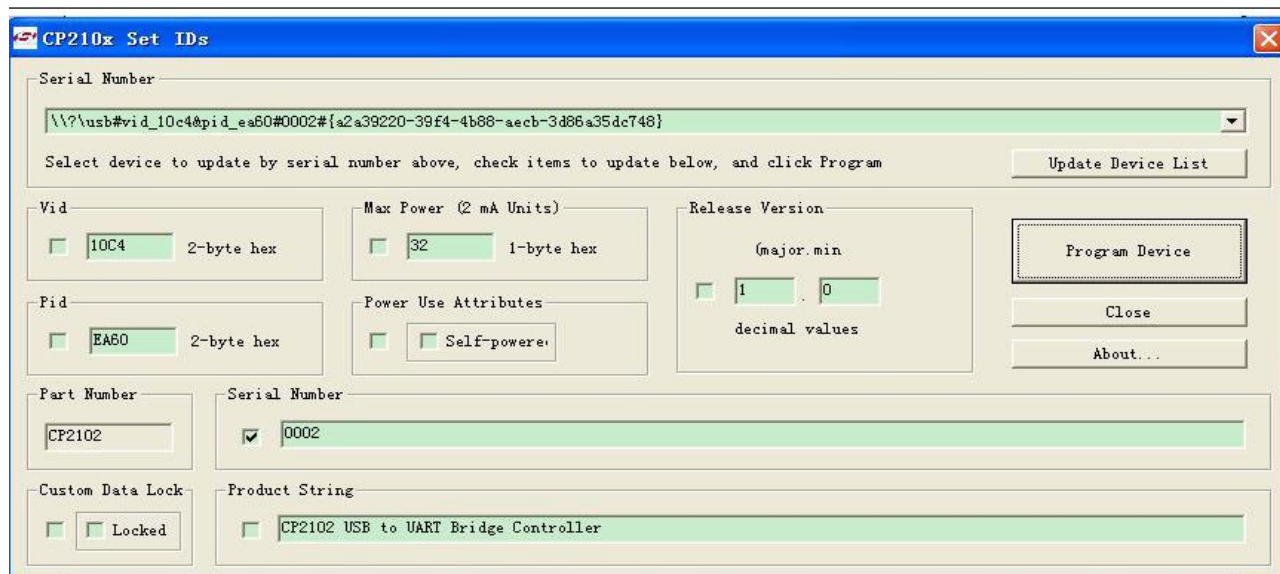 CP210x Set IDs
Serial Number
\\?\usb#vid_10c4&pid_ea60#0002#{a2a39220-39f4-4b88-aecb-3d86a35dc748}
Select device to update by serial number above, check items to update below, and click Program
Update Device List
Vid
10C4 2-byte hex
Max Power (2 mA Units)
32 1-byte hex
Release Version
(major.min
1 . 0
decimal values
Program Device
Pid
EA60 2-byte hex
Power Use Attributes
Self-powere
Close
About...
Part Number
CP2102
Serial Number
0002
Custom Data Lock
Locked
Product String
CP2102 USB to UART Bridge Controller